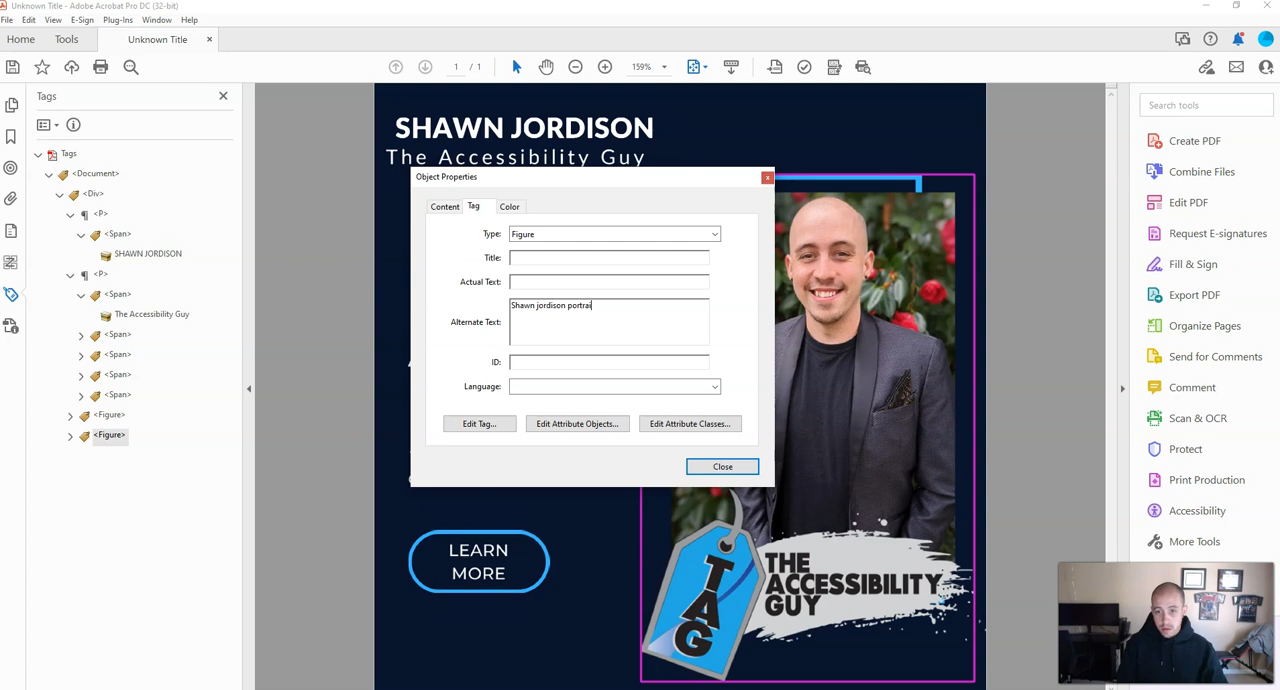 Unknown Title - Adobe Acrobat Pro DC (32-bit)
File Edit View E-Sign Plug-Ins Window Help
Home Tools Unknown Title ×
1 / 1 159%
Tags
Tags
<Document>
<Div>
<P>
<Span>
SHAWN JORDISON
<P>
<Span>
The Accessibility Guy
<Span>
<Span>
<Span>
<Span>
<Figure>
<Figure>
SHAWN JORDISON
The Accessibility Guy
Object Properties
Content Tag Color
Type: Figure
Title:
Actual Text:
Shawn jordison portrai
Alternate Text:
ID:
Language:
Edit Tag... Edit Attribute Objects... Edit Attribute Classes...
Close
LEARN
MORE
TAG
THE
ACCESSIBILITY
GUY
Search tools
Create PDF
Combine Files
Edit PDF
Request E-signatures
Fill & Sign
Export PDF
Organize Pages
Send for Comments
Comment
Scan & OCR
Protect
Print Production
Accessibility
More Tools